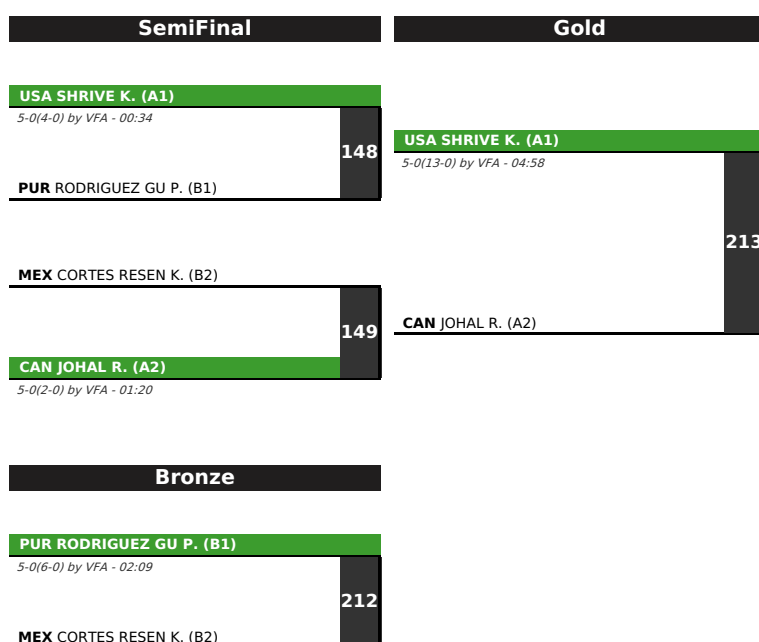 SemiFinal
USA SHRIVE K. (A1)
5-0(4-0) by VFA - 00:34
148
PUR RODRIGUEZ GU P. (B1)
MEX CORTES RESEN K. (B2)
149
CAN JOHAL R. (A2)
5-0(2-0) by VFA - 01:20
Gold
USA SHRIVE K. (A1)
5-0(13-0) by VFA - 04:58
213
CAN JOHAL R. (A2)
Bronze
PUR RODRIGUEZ GU P. (B1)
5-0(6-0) by VFA - 02:09
212
MEX CORTES RESEN K. (B2)